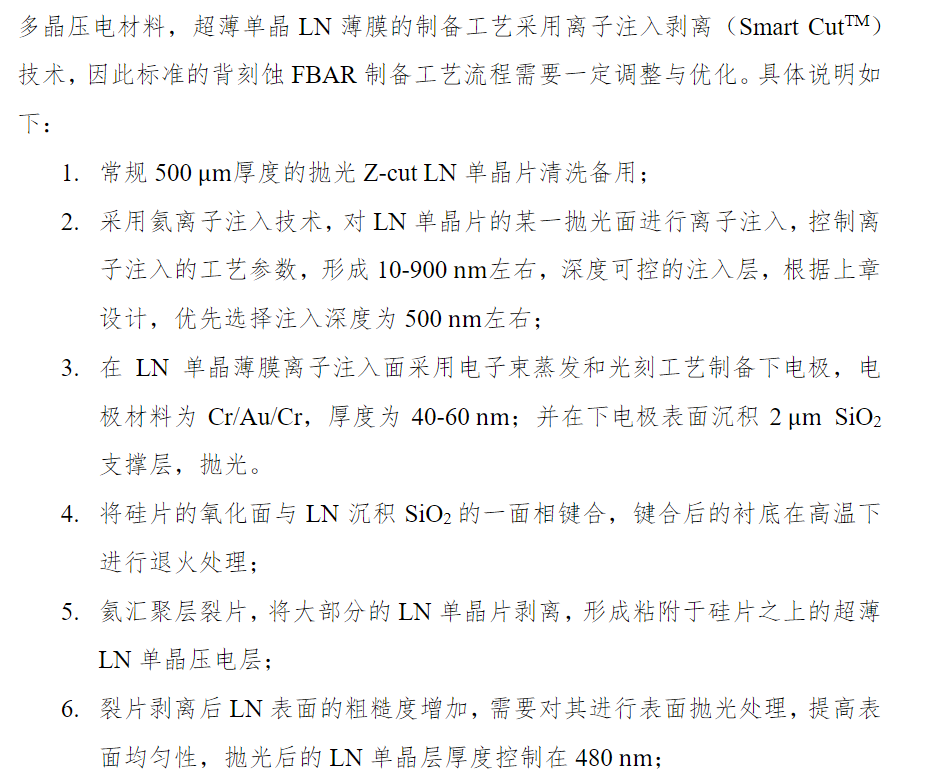 多晶压电材料，超薄单晶 LN 薄膜的制备工艺采用离子注入剥离（Smart Cut™）
技术，因此标准的背刻蚀 FBAR 制备工艺流程需要一定调整与优化。具体说明如
下：
1. 常规 500 μm厚度的抛光 Z-cut LN 单晶片清洗备用；
2. 采用氦离子注入技术，对 LN 单晶片的某一抛光面进行离子注入，控制离
子注入的工艺参数，形成 10-900 nm左右，深度可控的注入层，根据上章
设计，优先选择注入深度为 500 nm左右；
3. 在 LN 单晶薄膜离子注入面采用电子束蒸发和光刻工艺制备下电极，电
极材料为 Cr/Au/Cr，厚度为 40-60 nm；并在下电极表面沉积 2 μm SiO₂
支撑层，抛光。
4. 将硅片的氧化面与 LN 沉积 SiO₂ 的一面相键合，键合后的衬底在高温下
进行退火处理；
5. 氦汇聚层裂片，将大部分的 LN 单晶片剥离，形成粘附于硅片之上的超薄
LN 单晶压电层；
6. 裂片剥离后 LN 表面的粗糙度增加，需要对其进行表面抛光处理，提高表
面均匀性，抛光后的 LN 单晶层厚度控制在 480 nm；